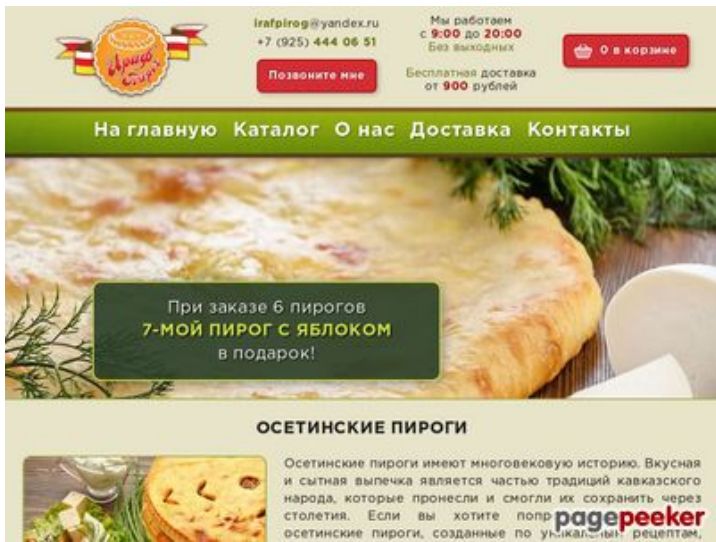 irafpirog@yandex.ru
+7 (925) 444 06 51
Позвоните мне
Мы работаем
с 9:00 до 20:00
Без выходных
Бесплатная доставка
от 900 рублей
0 в корзине
На главную Каталог О нас Доставка Контакты
При заказе 6 пирогов
7-МОЙ ПИРОГ С ЯБЛОКОМ
в подарок!
ОСЕТИНСКИЕ ПИРОГИ
Осетинские пироги имеют многовековую историю. Вкусная
и сытная выпечка является частью традиций кавказского
народа, которые пронесли и смогли их сохранить через
столетия. Если вы хотите
осетинские пироги, созданные по уникальным рецептам,
pagepeeker